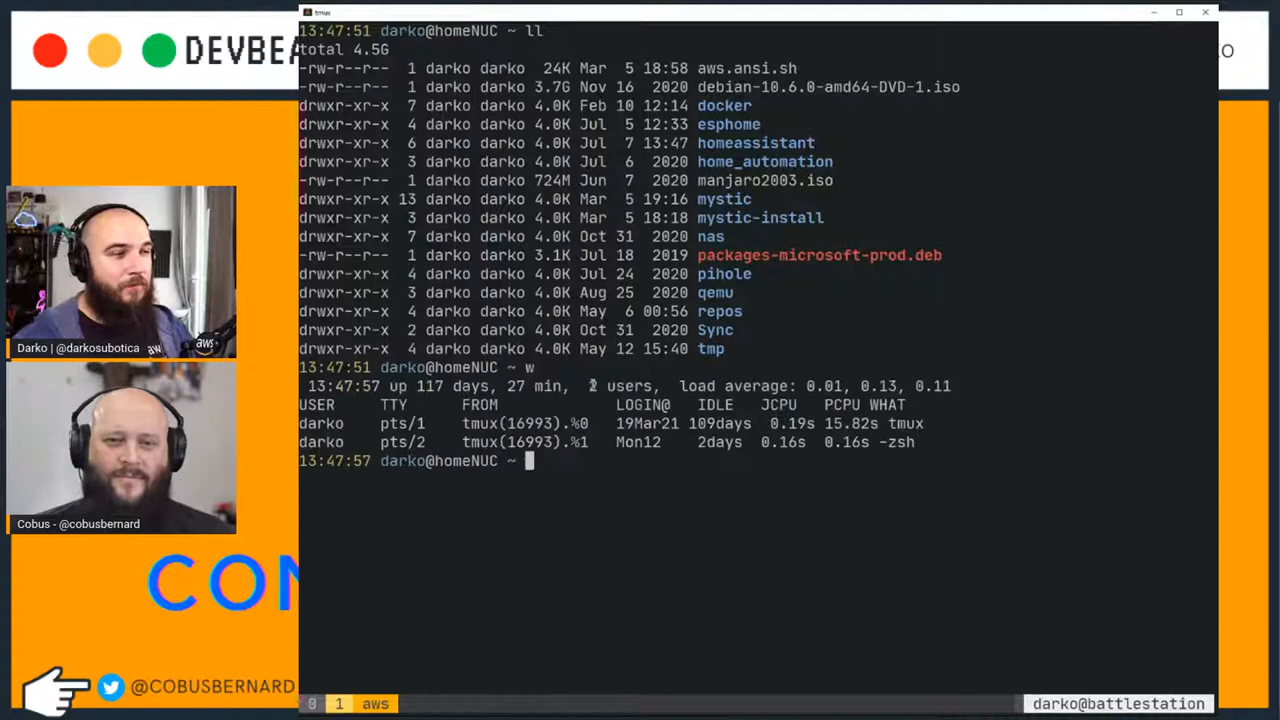 tmux
DEVBEA
O
13:47:51 darko@homeNUC ~ ll
total 4.5G
-rw-r--r-- 1 darko darko 24K Mar 5 18:58 aws.ansi.sh
-rw-r--r-- 1 darko darko 3.7G Nov 16 2020 debian-10.6.0-amd64-DVD-1.iso
drwxr-xr-x 7 darko darko 4.0K Feb 10 12:14 docker
drwxr-xr-x 4 darko darko 4.0K Jul 5 12:33 esphome
drwxr-xr-x 6 darko darko 4.0K Jul 7 13:47 homeassistant
drwxr-xr-x 3 darko darko 4.0K Jul 6 2020 home_automation
-rw-r--r-- 1 darko darko 724M Jun 7 2020 manjaro2003.iso
drwxr-xr-x 13 darko darko 4.0K Mar 5 19:16 mystic
drwxr-xr-x 3 darko darko 4.0K Mar 5 18:18 mystic-install
drwxr-xr-x 7 darko darko 4.0K Oct 31 2020 nas
-rw-r--r-- 1 darko darko 3.1K Jul 18 2019 packages-microsoft-prod.deb
drwxr-xr-x 4 darko darko 4.0K Jul 24 2020 pihole
drwxr-xr-x 3 darko darko 4.0K Aug 25 2020 qemu
drwxr-xr-x 4 darko darko 4.0K May 6 00:56 repos
drwxr-xr-x 2 darko darko 4.0K Oct 31 2020 Sync
drwxr-xr-x 4 darko darko 4.0K May 12 15:40 tmp
13:47:51 darko@homeNUC ~ w
13:47:57 up 117 days, 27 min, 2 users, load average: 0.01, 0.13, 0.11
USER TTY FROM LOGIN@ IDLE JCPU PCPU WHAT
darko pts/1 tmux(16993).%0 19Mar21 109days 0.19s 15.82s tmux
darko pts/2 tmux(16993).%1 Mon12 2days 0.16s 0.16s -zsh
13:47:57 darko@homeNUC ~
aws
Darko | @darkosubotica
Cobus - @cobusbernard
CON
@COBUSBERNARD
0 1 aws
darko@battlestation